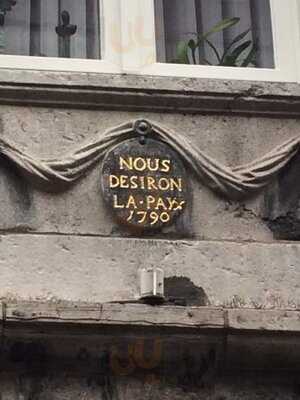 NOUS
DESIRON
LA·PAYX
1790